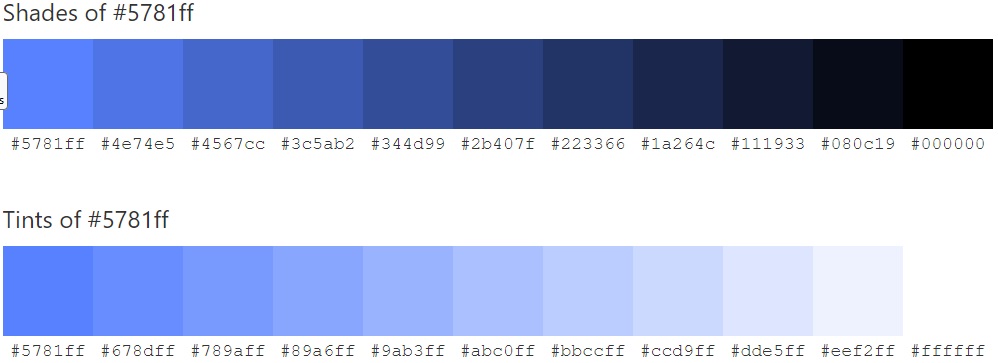 Shades of #5781ff
s
#5781ff #4e74e5 #4567cc #3c5ab2 #344d99 #2b407f #223366 #1a264c #111933 #080c19 #000000
Tints of #5781ff
#5781ff #678dff #789aff #89a6ff #9ab3ff #abc0ff #bbccff #ccd9ff #dde5ff #eef2ff #ffffff